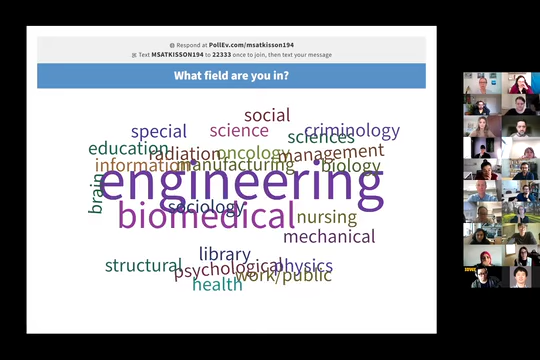 Respond at PollEv.com/msatkisson194
Text MSATKISSON194 to 22333 once to join, then text your message
What field are you in?
social
special science sciences criminology
education radiation oncology management
information manufacturing biology
engineering
brain
sociology
biomedical nursing
mechanical
library
structural psychological physics
work/public
health